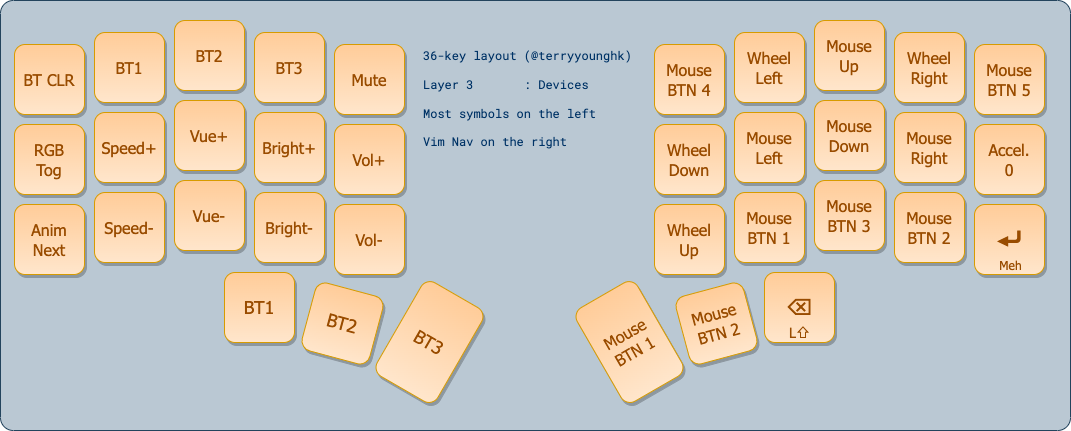 BT CLR
BT1
BT2
BT3
Mute
36-key layout (@terryyounghk)
Layer 3 : Devices
Most symbols on the left
Vim Nav on the right
Mouse
BTN 4
Wheel
Left
Mouse
Up
Wheel
Right
Mouse
BTN 5
RGB
Tog
Speed+
Vue+
Bright+
Vol+
Wheel
Down
Mouse
Left
Mouse
Down
Mouse
Right
Accel.
0
Anim
Next
Speed-
Vue-
Bright-
Vol-
Wheel
Up
Mouse
BTN 1
Mouse
BTN 3
Mouse
BTN 2
Meh
BT1
BT2
BT3
Mouse
BTN 1
Mouse
BTN 2
L⇧